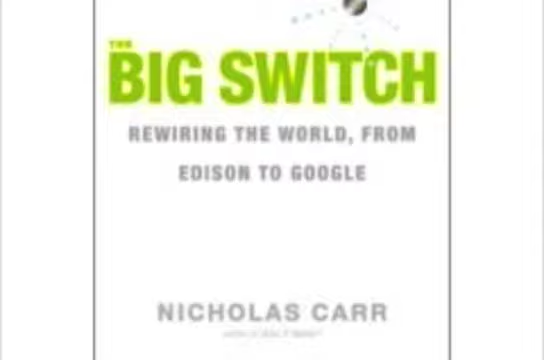 THE
BIG SWITCH
REWIRING THE WORLD, FROM
EDISON TO GOOGLE
NICHOLAS CARR